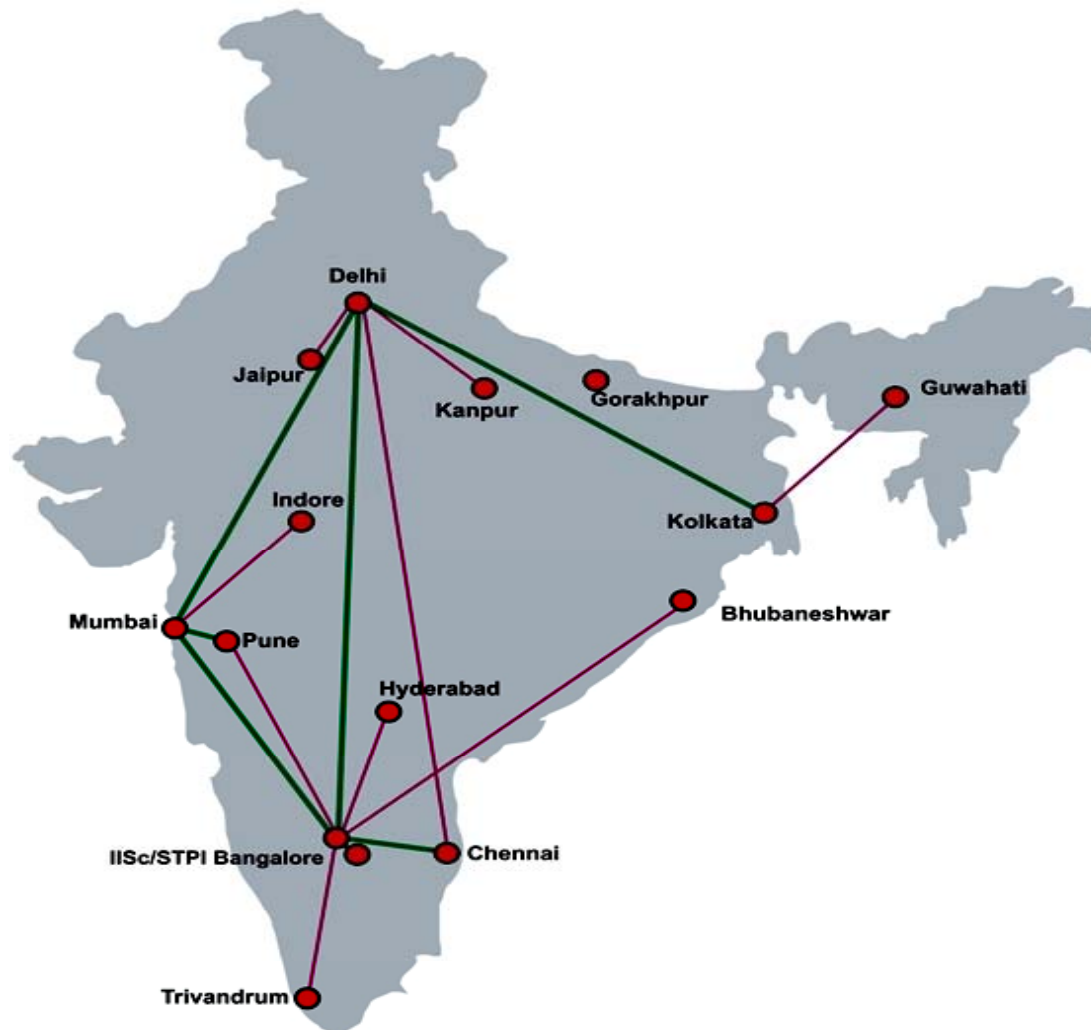 Delhi
Jaipur
Kanpur
Gorakhpur
Guwahati
Indore
Kolkata
Mumbai
Pune
Bhubaneshwar
Hyderabad
IISc/STPI Bangalore
Chennai
Trivandrum